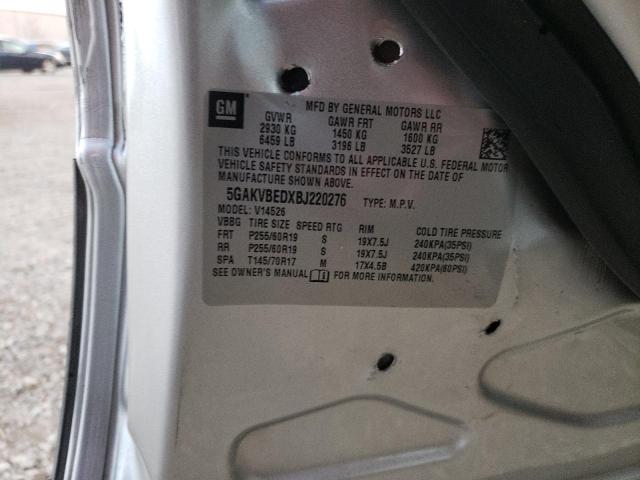 GM
MFD BY GENERAL MOTORS LLC
GVWR GAWR FRT GAWR RR
2930 KG 1450 KG 1600 KG
6459 LB 3196 LB 3527 LB
THIS VEHICLE CONFORMS TO ALL APPLICABLE U.S. FEDERAL MOTOR
VEHICLE SAFETY STANDARDS IN EFFECT ON THE DATE OF
MANUFACTURE SHOWN ABOVE.
5GAKVBEDXBJ220276 TYPE: M.P.V.
MODEL: V14526
VBBG TIRE SIZE SPEED RTG RIM COLD TIRE PRESSURE
FRT P255/60R19 S 19X7.5J 240KPA(35PSI)
RR P255/60R19 S 19X7.5J 240KPA(35PSI)
SPA T145/70R17 M 17X4.5B 420KPA(60PSI)
SEE OWNER'S MANUAL FOR MORE INFORMATION.